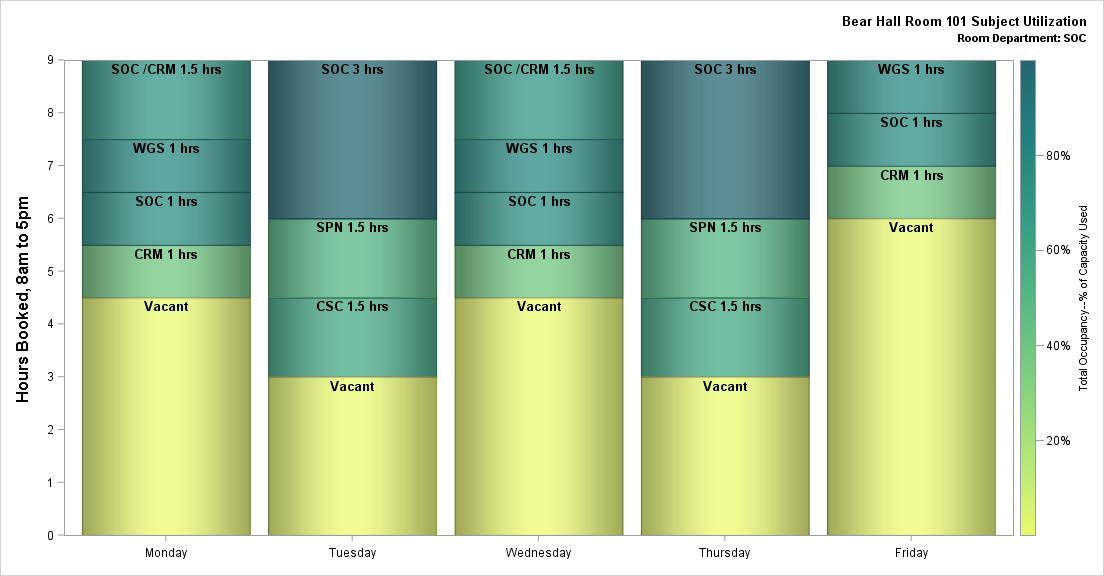 Bear Hall Room 101 Subject Utilization
Room Department: SOC
Hours Booked, 8am to 5pm
9
8
7
6
5
4
3
2
1
0
SOC /CRM 1.5 hrs
WGS 1 hrs
SOC 1 hrs
CRM 1 hrs
Vacant
Monday
SOC 3 hrs
SPN 1.5 hrs
CSC 1.5 hrs
Vacant
Tuesday
SOC /CRM 1.5 hrs
WGS 1 hrs
SOC 1 hrs
CRM 1 hrs
Vacant
Wednesday
SOC 3 hrs
SPN 1.5 hrs
CSC 1.5 hrs
Vacant
Thursday
WGS 1 hrs
SOC 1 hrs
CRM 1 hrs
Vacant
Friday
80%
60%
40%
20%
Total Occupancy--% of Capacity Used